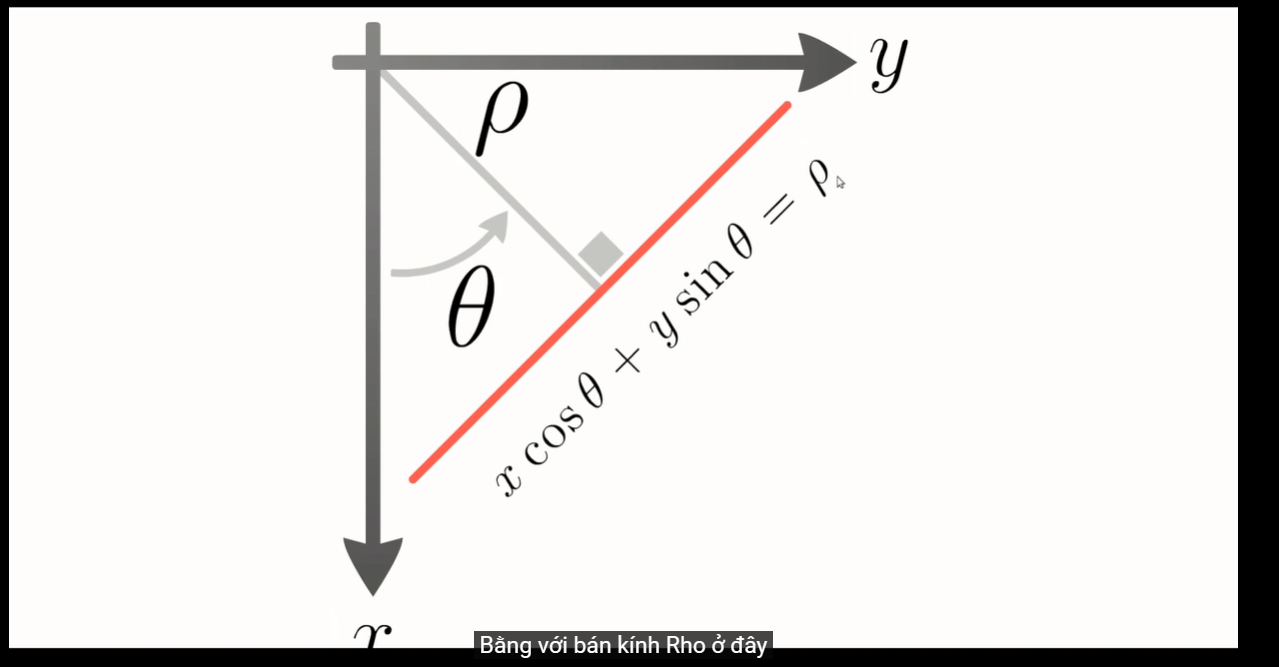 y
ρ
θ
x cos θ + y sin θ = ρ
x
Bằng với bán kính Rho ở đây